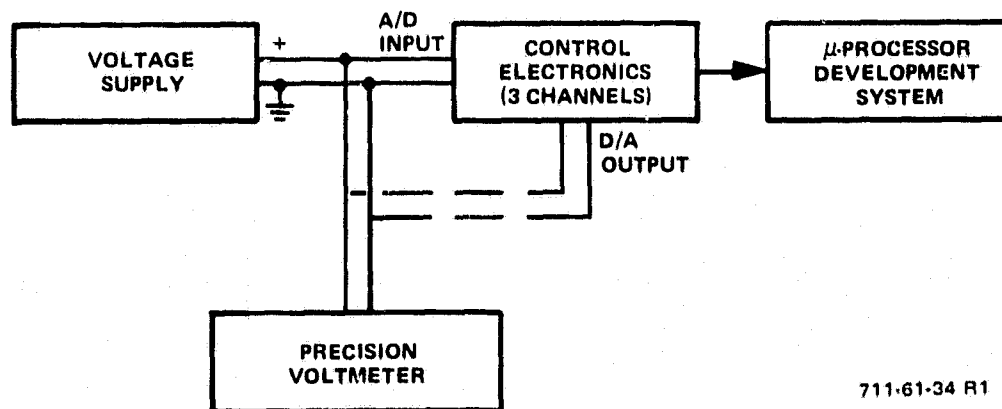 VOLTAGE
SUPPLY
+
A/D
INPUT
CONTROL
ELECTRONICS
(3 CHANNELS)
μ-PROCESSOR
DEVELOPMENT
SYSTEM
D/A
OUTPUT
PRECISION
VOLTMETER
711-61-34 R1